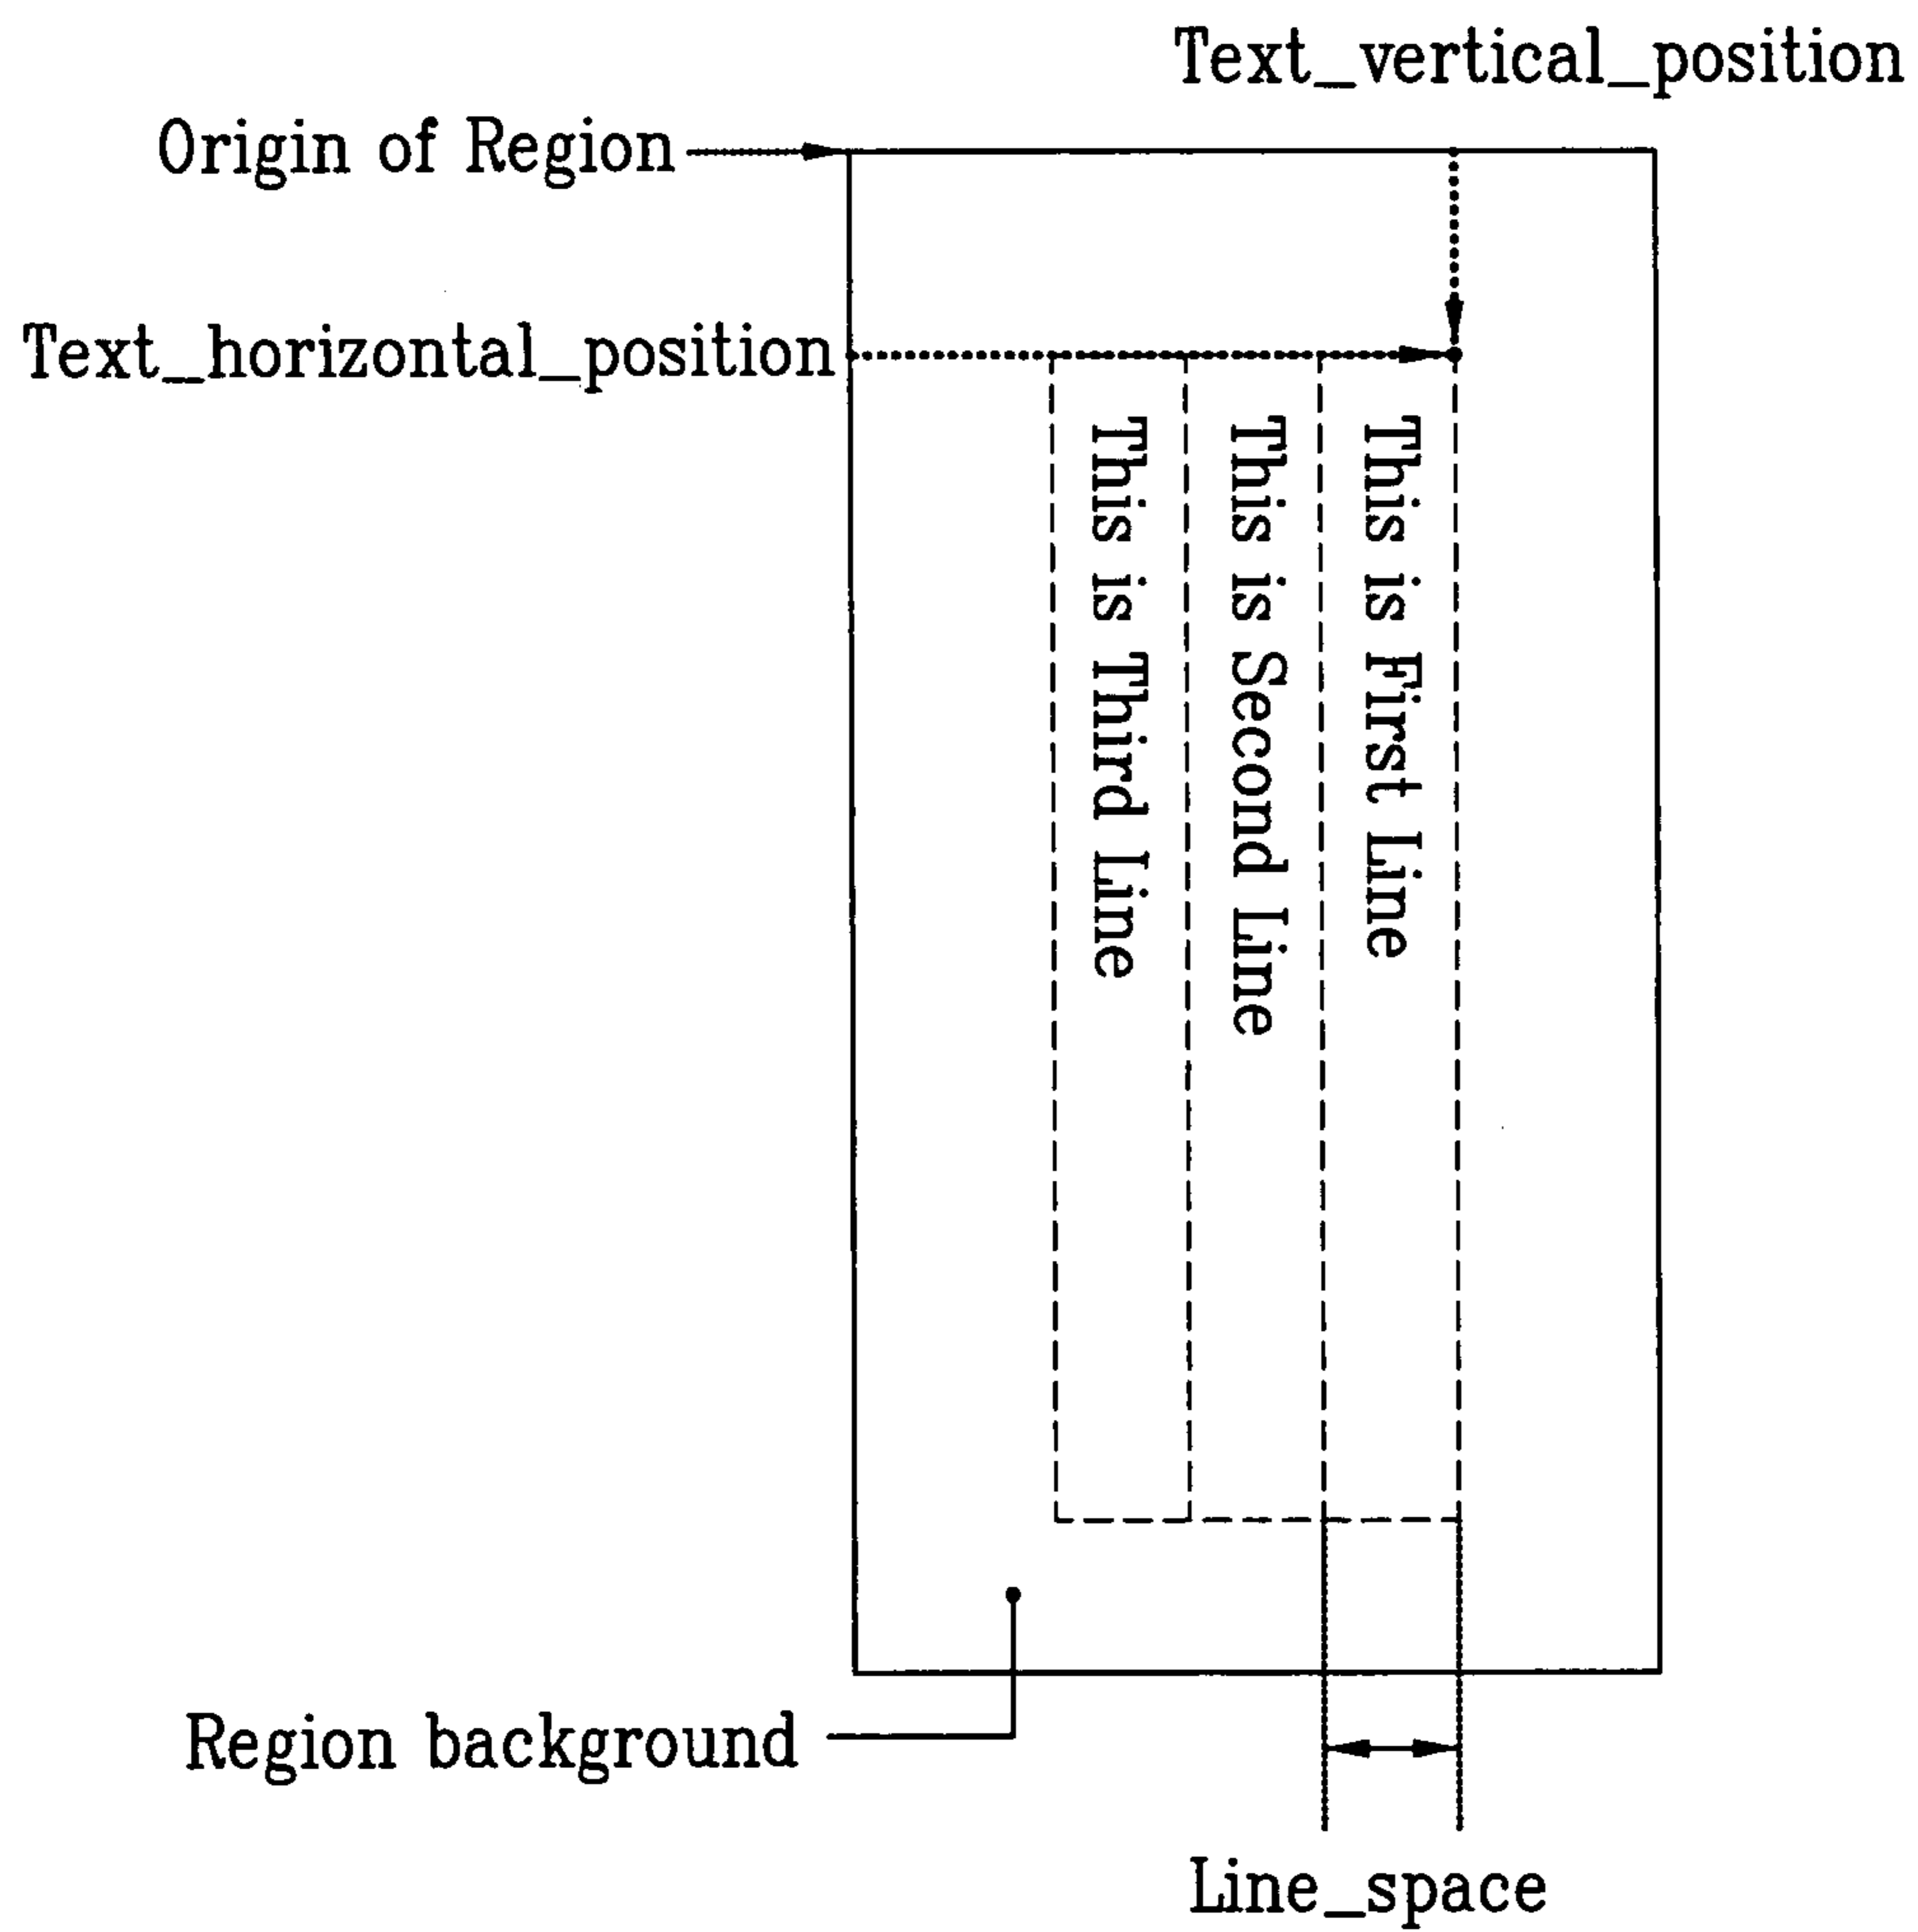 Text_vertical_position
Origin of Region
Text_horizontal_position
This is First Line
This is Second Line
This is Third Line
Region background
Line_space